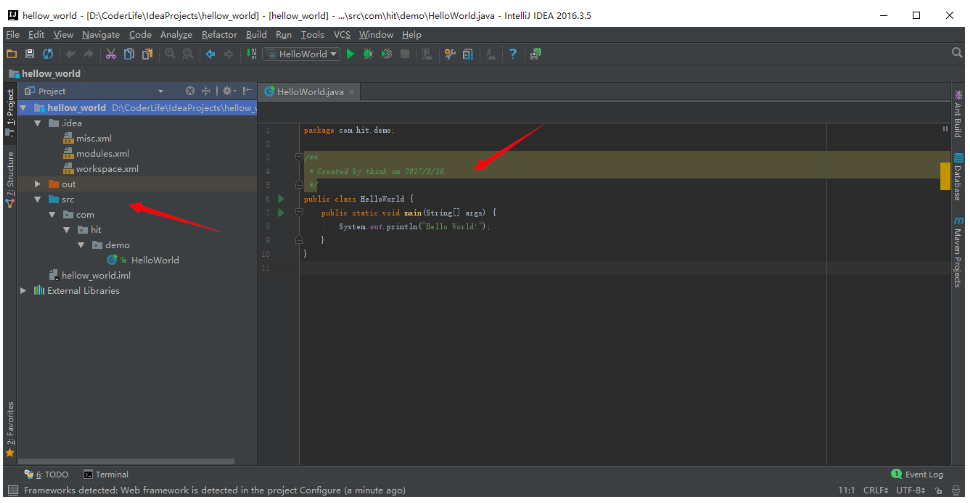 hellow_world - [D:\CoderLife\IdeaProjects\hellow_world] - [hellow_world] - ...\src\com\hit\demo\HelloWorld.java - IntelliJ IDEA 2016.3.5
File Edit View Navigate Code Analyze Refactor Build Run Tools VCS Window Help
HelloWorld
hellow_world
Project
HelloWorld.java
1: Project
7: Structure
2: Favorites
hellow_world D:\CoderLife\IdeaProjects\hellow_
.idea
misc.xml
modules.xml
workspace.xml
out
src
com
hit
demo
HelloWorld
hellow_world.iml
External Libraries
1 package com.hit.demo;
2
3 /**
4 * Created by think on 2017/8/16.
5 */
6 public class HelloWorld {
7 public static void main(String[] args) {
8 System.out.println("Hello World!");
9 }
10 }
11
Ant Build
Database
Maven Projects
6: TODO Terminal
1 Event Log
Frameworks detected: Web framework is detected in the project Configure (a minute ago)
11:1 CRLF UTF-8